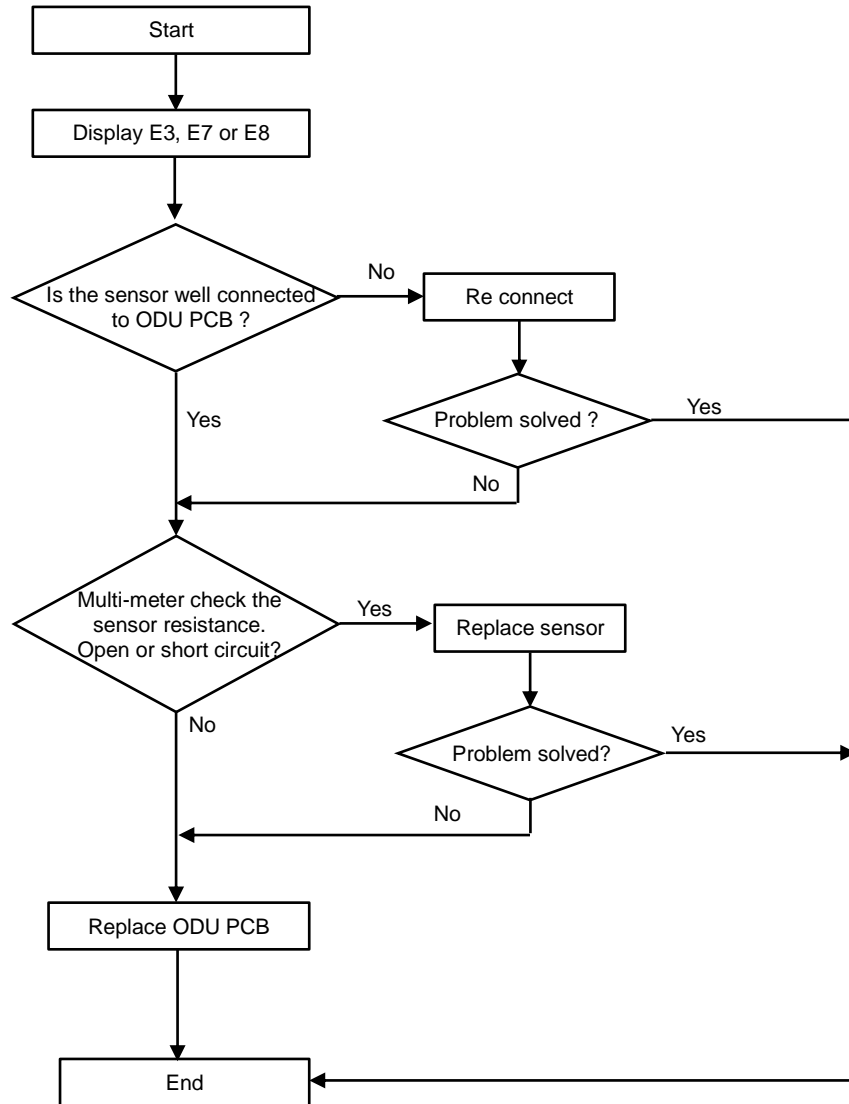 Start
Display E3, E7 or E8
Is the sensor well connected
to ODU PCB ?
No
Re connect
Yes
Problem solved ?
Yes
No
Multi-meter check the
sensor resistance.
Open or short circuit?
Yes
Replace sensor
No
Problem solved?
Yes
No
Replace ODU PCB
End